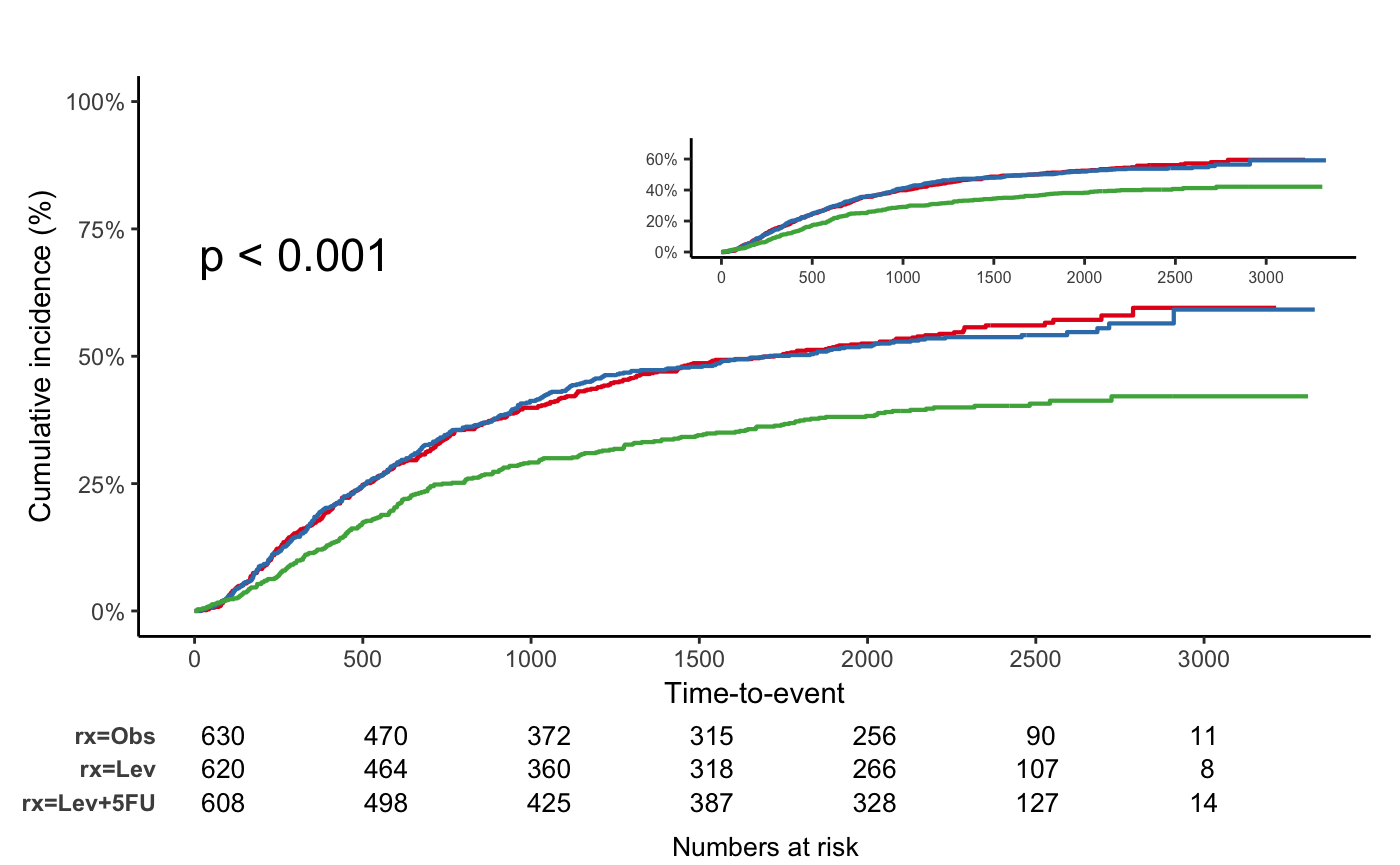 100%
75%
50%
25%
0%
Cumulative incidence (%)
p < 0.001
60%
40%
20%
0%
0 500 1000 1500 2000 2500 3000
0 500 1000 1500 2000 2500 3000
Time-to-event
rx=Obs 630 470 372 315 256 90 11
rx=Lev 620 464 360 318 266 107 8
rx=Lev+5FU 608 498 425 387 328 127 14
Numbers at risk